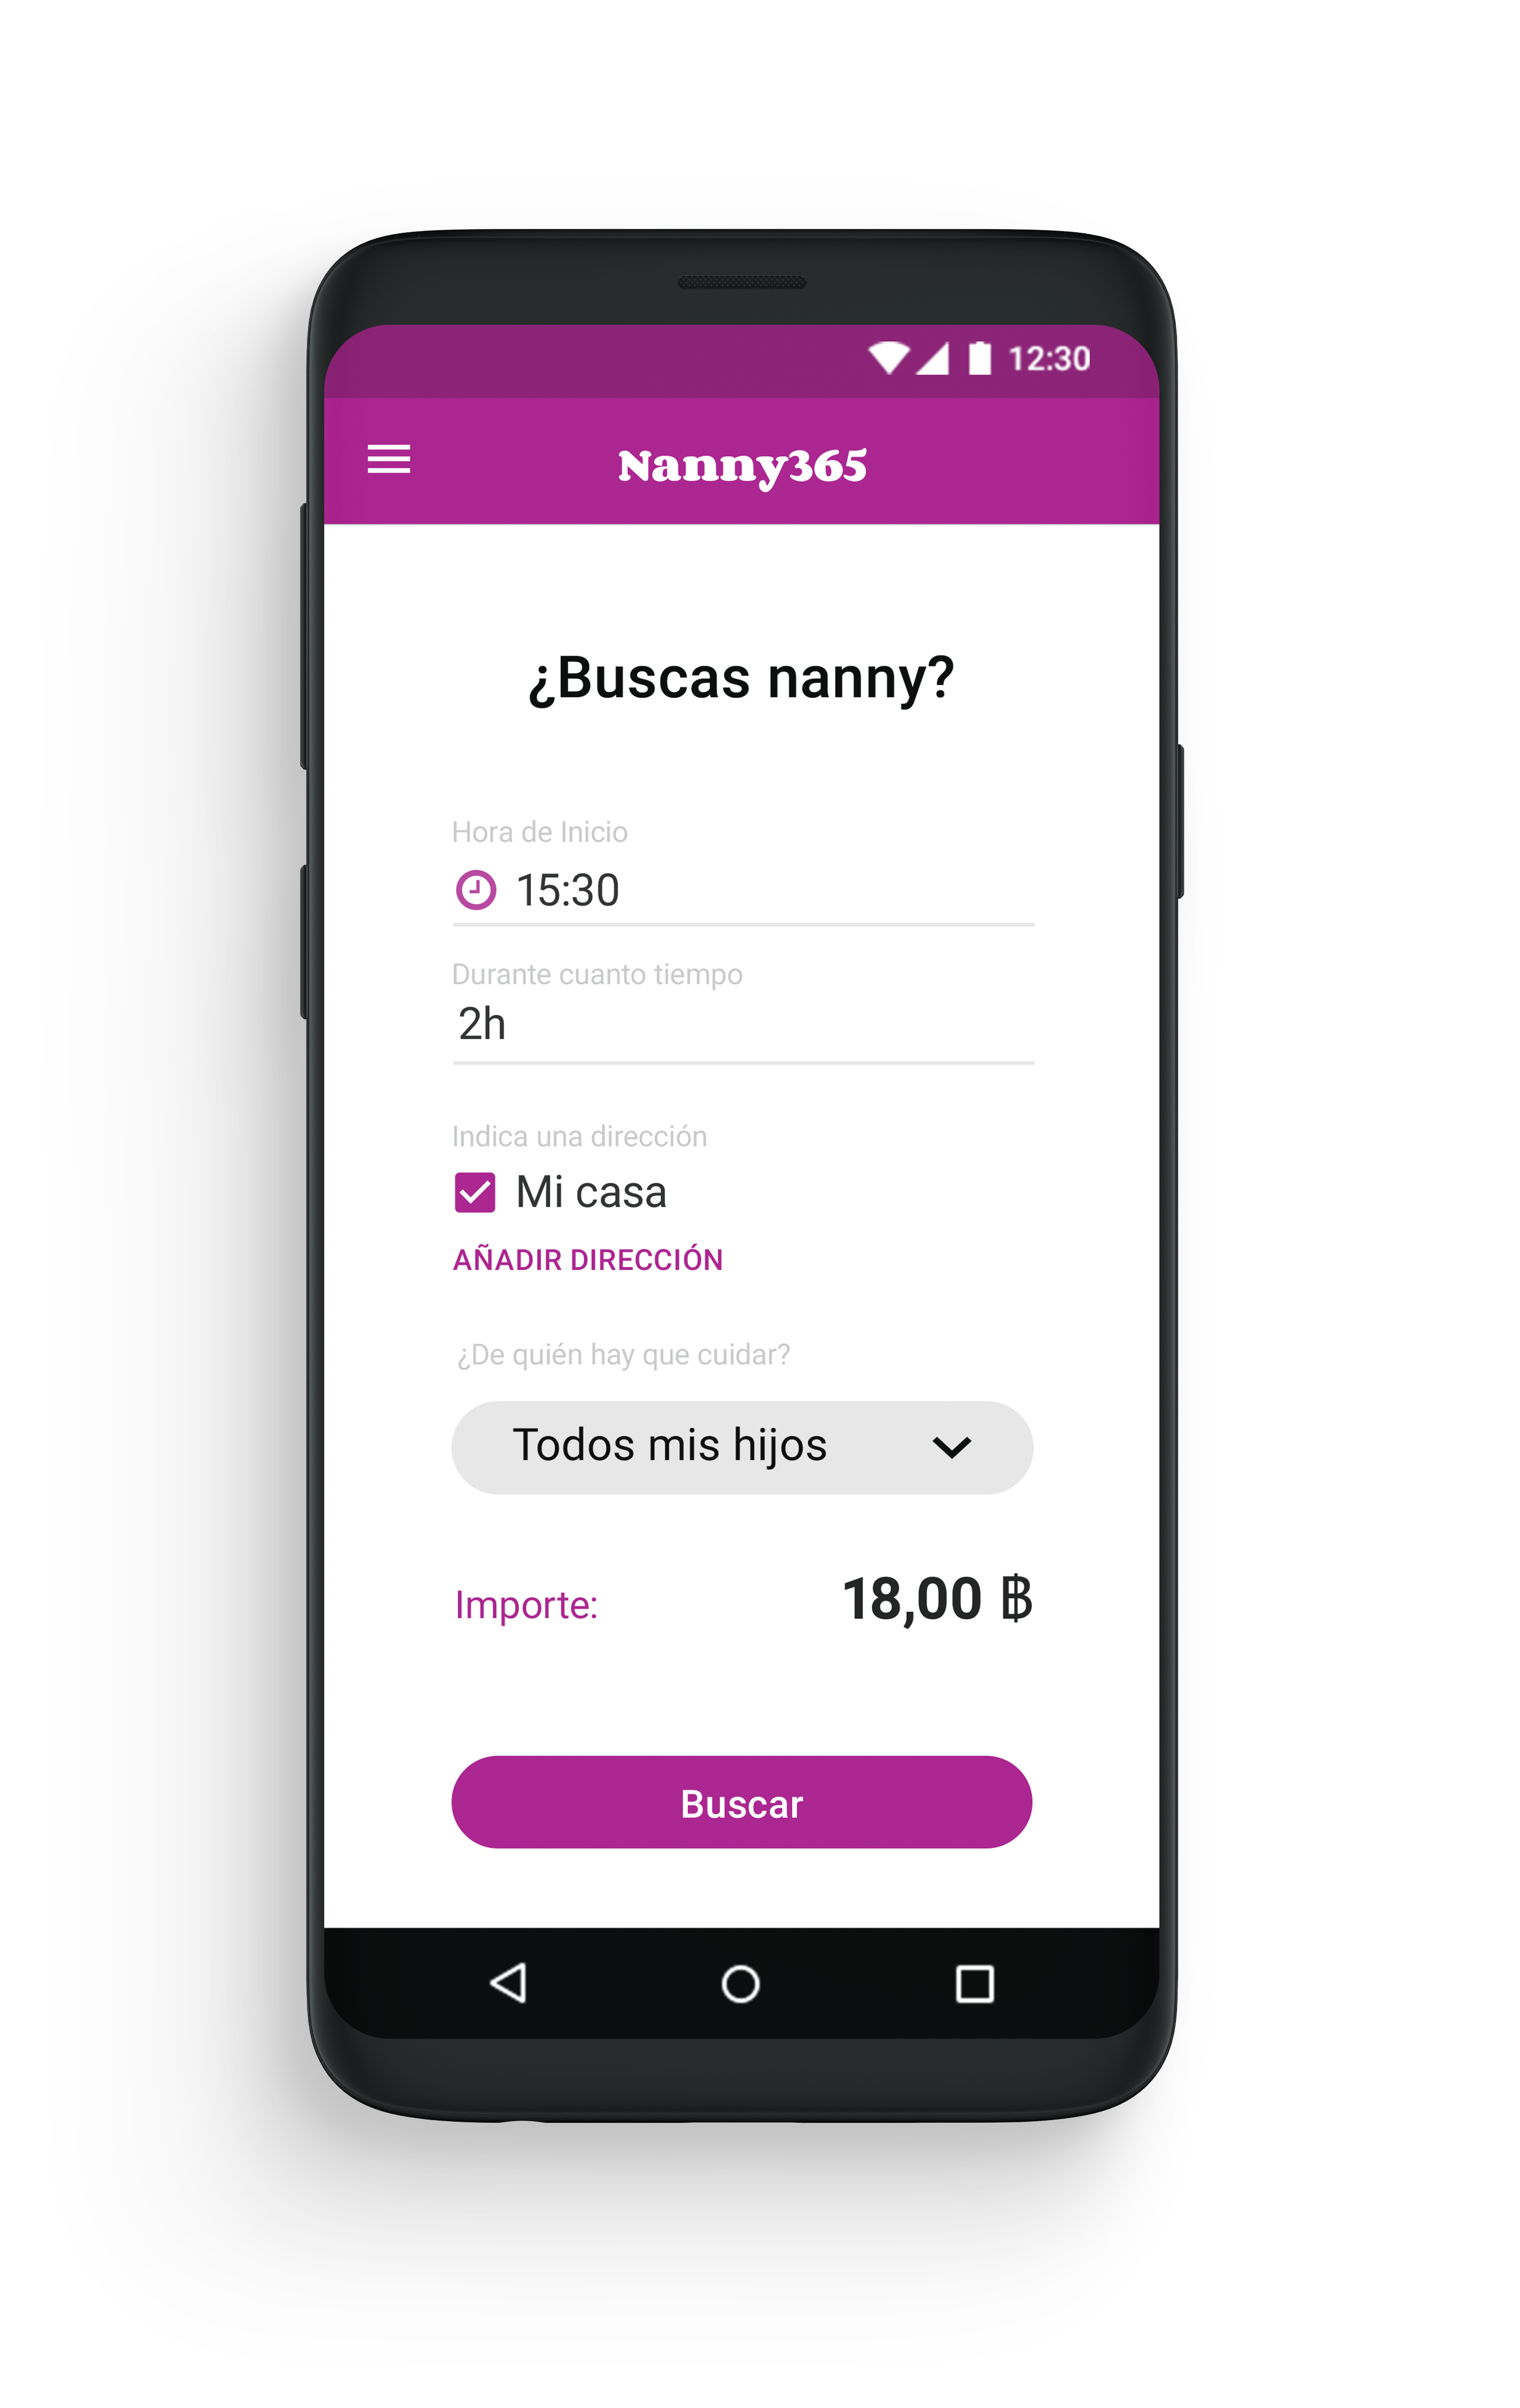 12:30
Nanny365
¿Buscas nanny?
Hora de Inicio
15:30
Durante cuanto tiempo
2h
Indica una dirección
Mi casa
AÑADIR DIRECCIÓN
¿De quién hay que cuidar?
Todos mis hijos
Importe: 18,00 ฿
Buscar